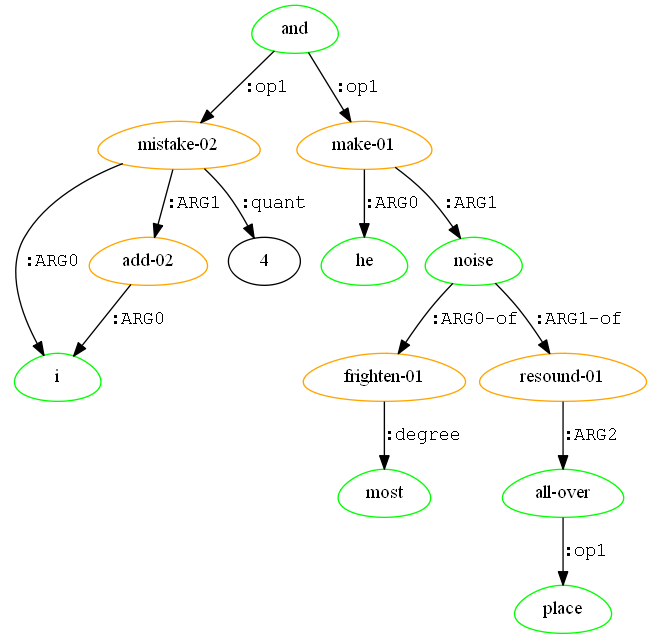 and
:op1 :op1
mistake-02 make-01
:ARG0 :ARG1 :quant :ARG0 :ARG1
add-02 4 he noise
:ARG0 :ARG0-of :ARG1-of
i frighten-01 resound-01
:degree :ARG2
most all-over
:op1
place